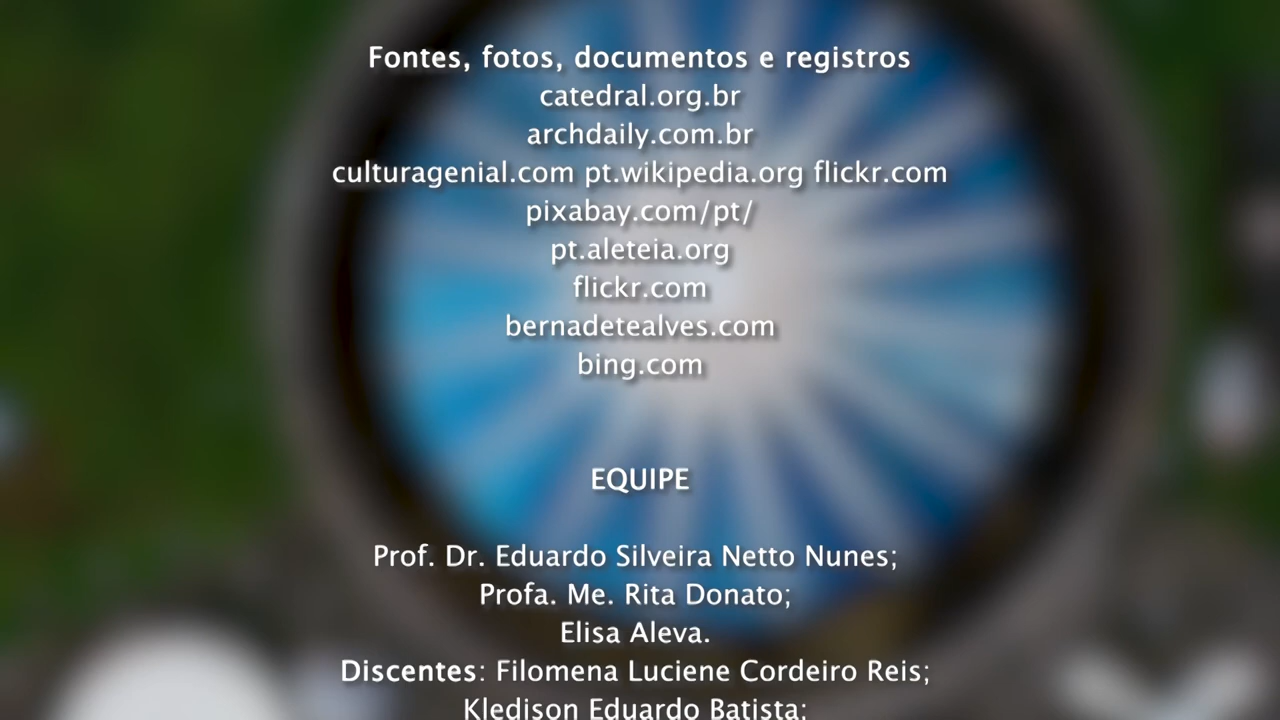 Fontes, fotos, documentos e registros
catedral.org.br
archdaily.com.br
culturagenial.com pt.wikipedia.org flickr.com
pixabay.com/pt/
pt.aleteia.org
flickr.com
bernadetealves.com
bing.com
EQUIPE
Prof. Dr. Eduardo Silveira Netto Nunes;
Profa. Me. Rita Donato;
Elisa Aleva.
Discentes: Filomena Luciene Cordeiro Reis;
Kledison Eduardo Batista;